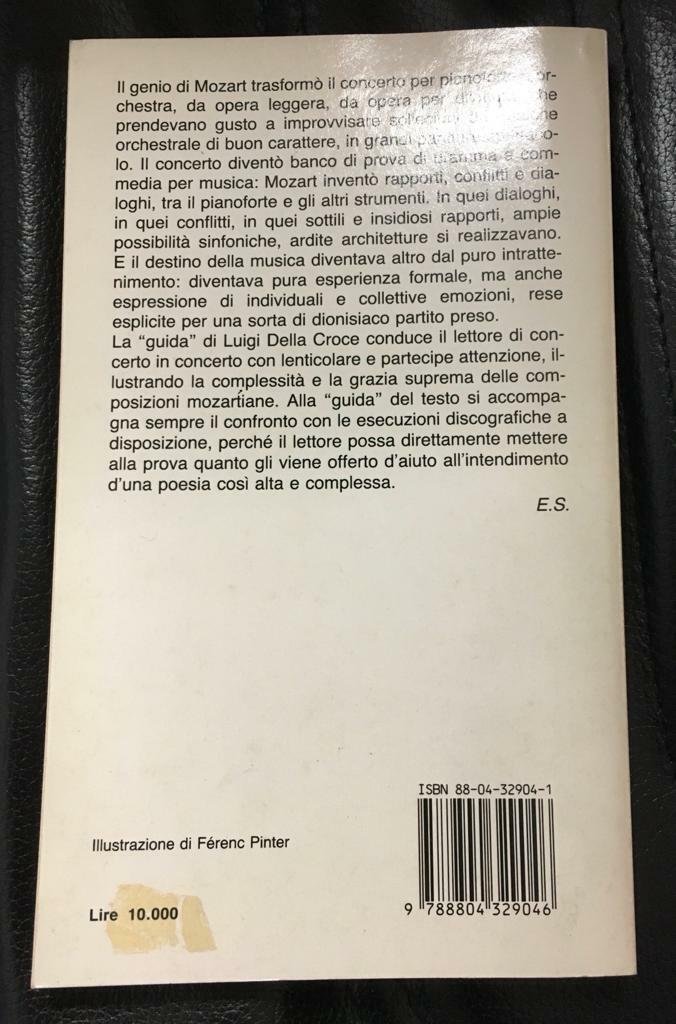 Il genio di Mozart trasformò il concerto per pianoforte e or-
chestra, da opera leggera, da opera per che
prendevano gusto a improvvisare
orchestrale di buon carattere, in grandi
lo. Il concerto diventò banco di prova di dramma e com-
media per musica: Mozart inventò rapporti, conflitti e dia-
loghi, tra il pianoforte e gli altri strumenti. In quei dialoghi,
in quei conflitti, in quei sottili e insidiosi rapporti, ampie
possibilità sinfoniche, ardite architetture si realizzavano.
E il destino della musica diventava altro dal puro intratte-
nimento: diventava pura esperienza formale, ma anche
espressione di individuali e collettive emozioni, rese
esplicite per una sorta di dionisiaco partito preso.
La “guida” di Luigi Della Croce conduce il lettore di con-
certo in concerto con lenticolare e partecipe attenzione, il-
lustrando la complessità e la grazia suprema delle com-
posizioni mozartiane. Alla “guida” del testo si accompa-
gna sempre il confronto con le esecuzioni discografiche a
disposizione, perché il lettore possa direttamente mettere
alla prova quanto gli viene offerto d’aiuto all’intendimento
d’una poesia così alta e complessa.
E.S.
ISBN 88-04-32904-1
Illustrazione di Férenc Pinter
Lire 10.000
9 788804 329046